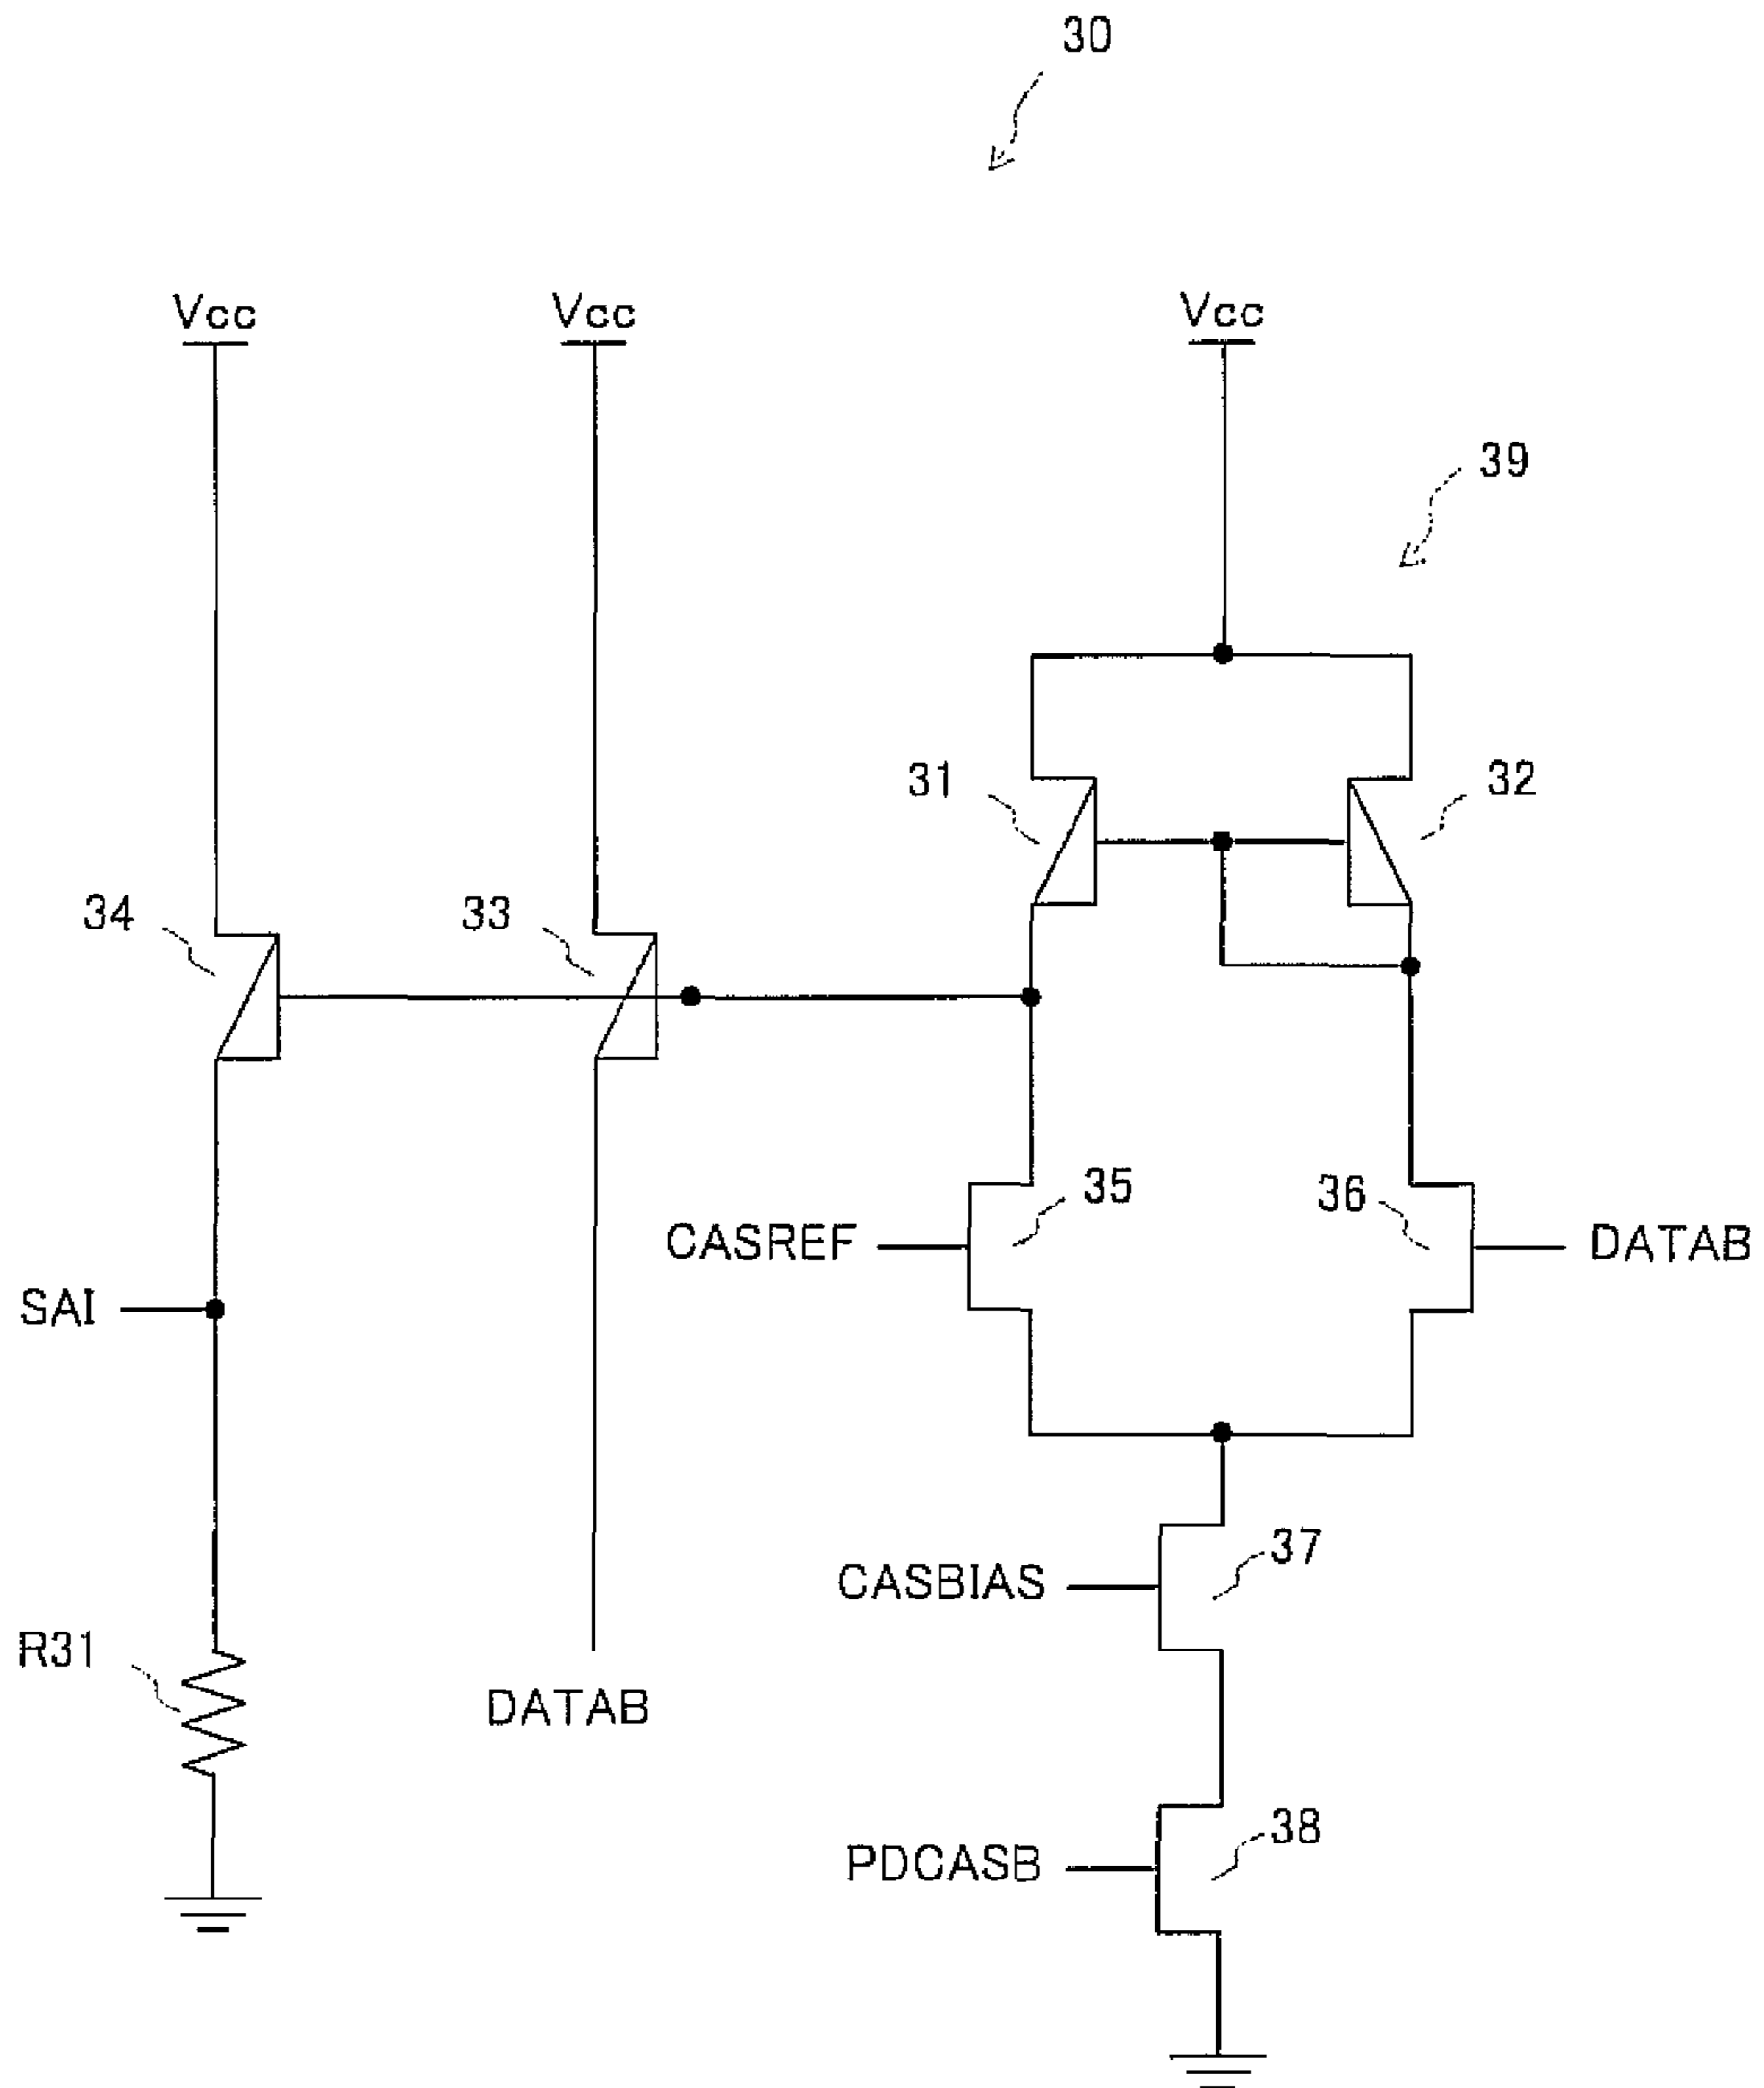 30
Vcc
Vcc
Vcc
39
31
32
34
33
35
36
CASREF
DATAB
SAI
37
CASBIAS
R31
DATAB
38
PDCASB